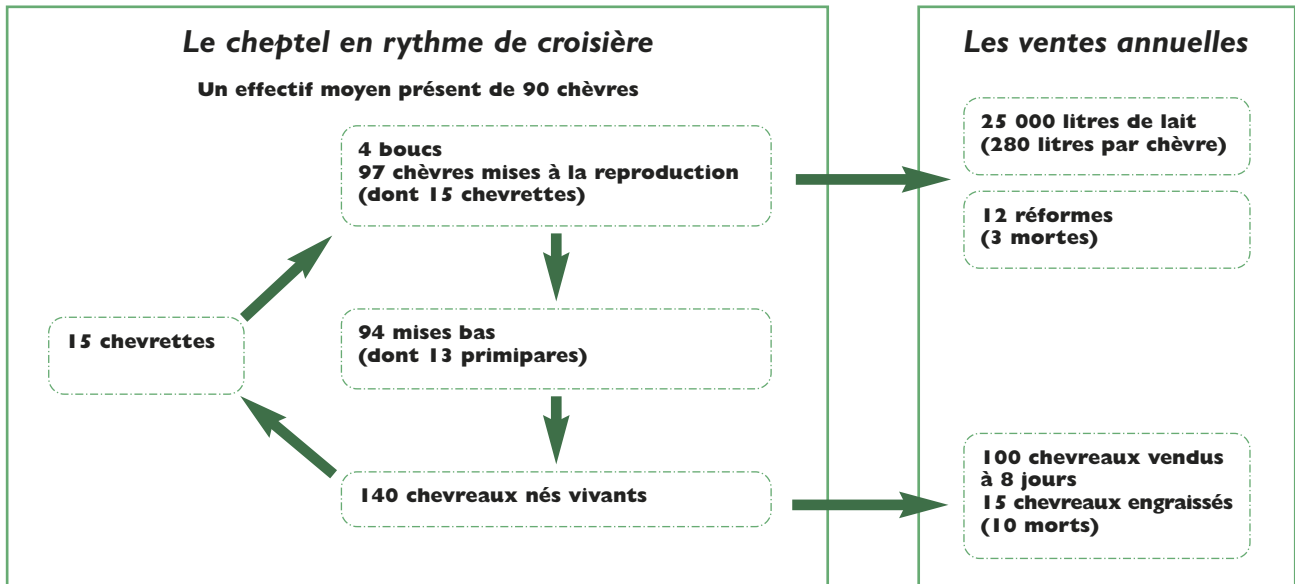 Le cheptel en rythme de croisière
Un effectif moyen présent de 90 chèvres
4 boucs
97 chèvres mises à la reproduction
(dont 15 chevrettes)
15 chevrettes
94 mises bas
(dont 13 primipares)
140 chevreaux nés vivants
Les ventes annuelles
25 000 litres de lait
(280 litres par chèvre)
12 réformes
(3 mortes)
100 chevreaux vendus
à 8 jours
15 chevreaux engraissés
(10 morts)